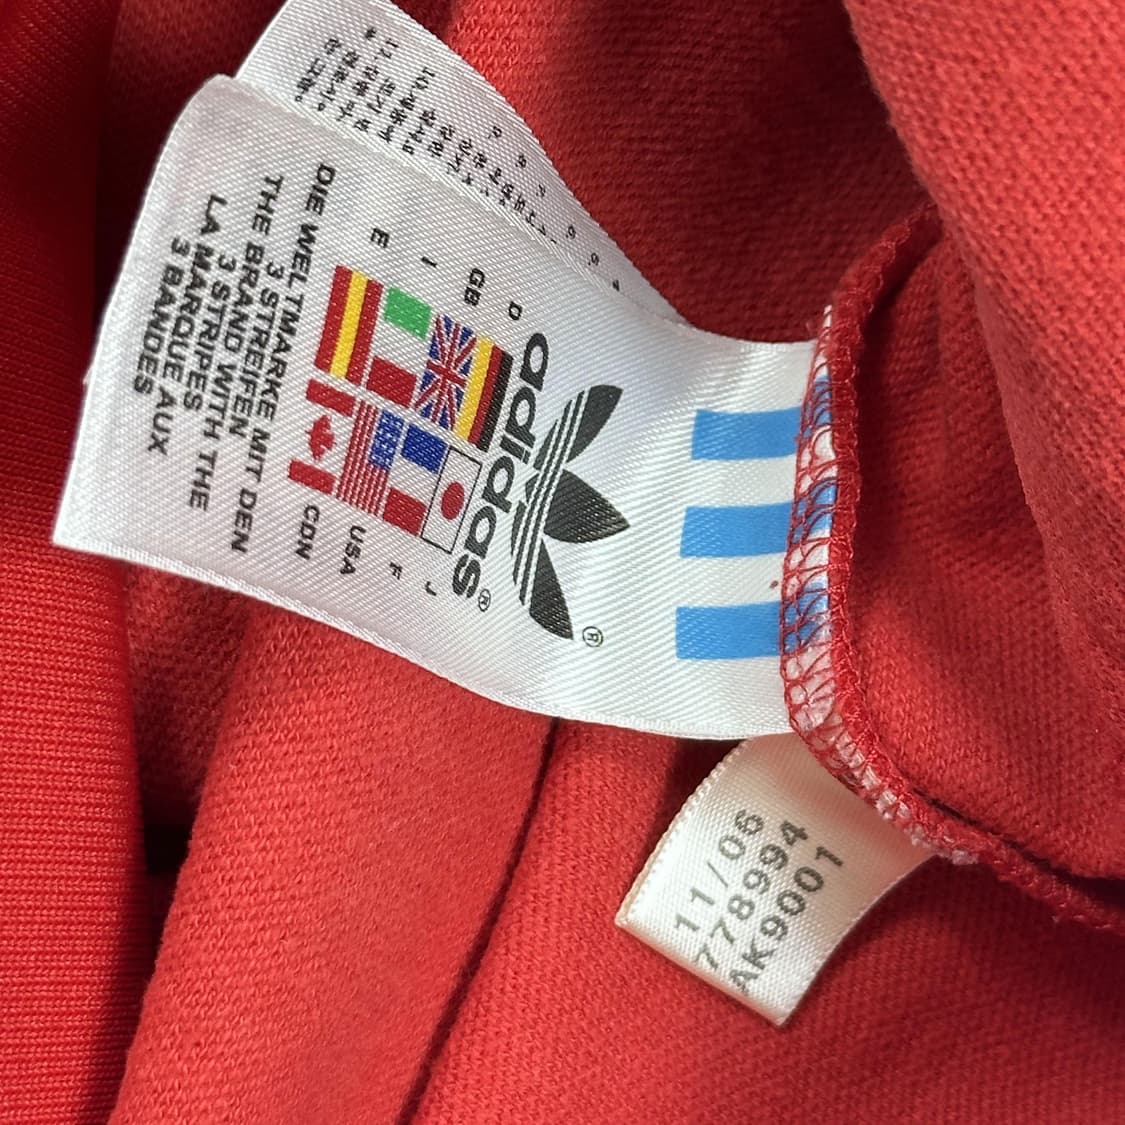 adidas®
®
D
GB
I
E
J
F
USA
CDN
DIE WELTMARKE MIT DEN
3 STREIFEN
THE BRAND WITH THE
3 STRIPES
LA MARQUE AUX
3 BANDES
11/06
778994
AK9001